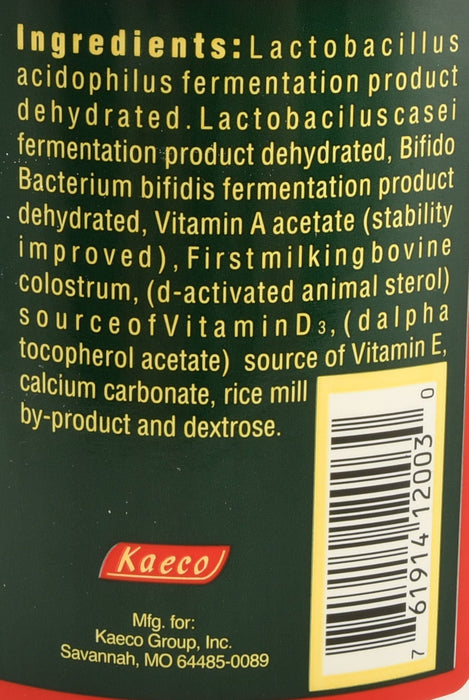 Ingredients: Lactobacillus
acidophilus fermentation product
dehydrated. Lactobacilus casei
fermentation product dehydrated, Bifido
Bacterium bifidis fermentation product
dehydrated, Vitamin A acetate (stability
improved), First milking bovine
colostrum, (d-activated animal sterol)
source of Vitamin D3, (d alpha
tocopherol acetate) source of Vitamin E,
calcium carbonate, rice mill
by-product and dextrose.
7 61914 12003 0
Kaeco
Mfg. for:
Kaeco Group, Inc.
Savannah, MO 64485-0089